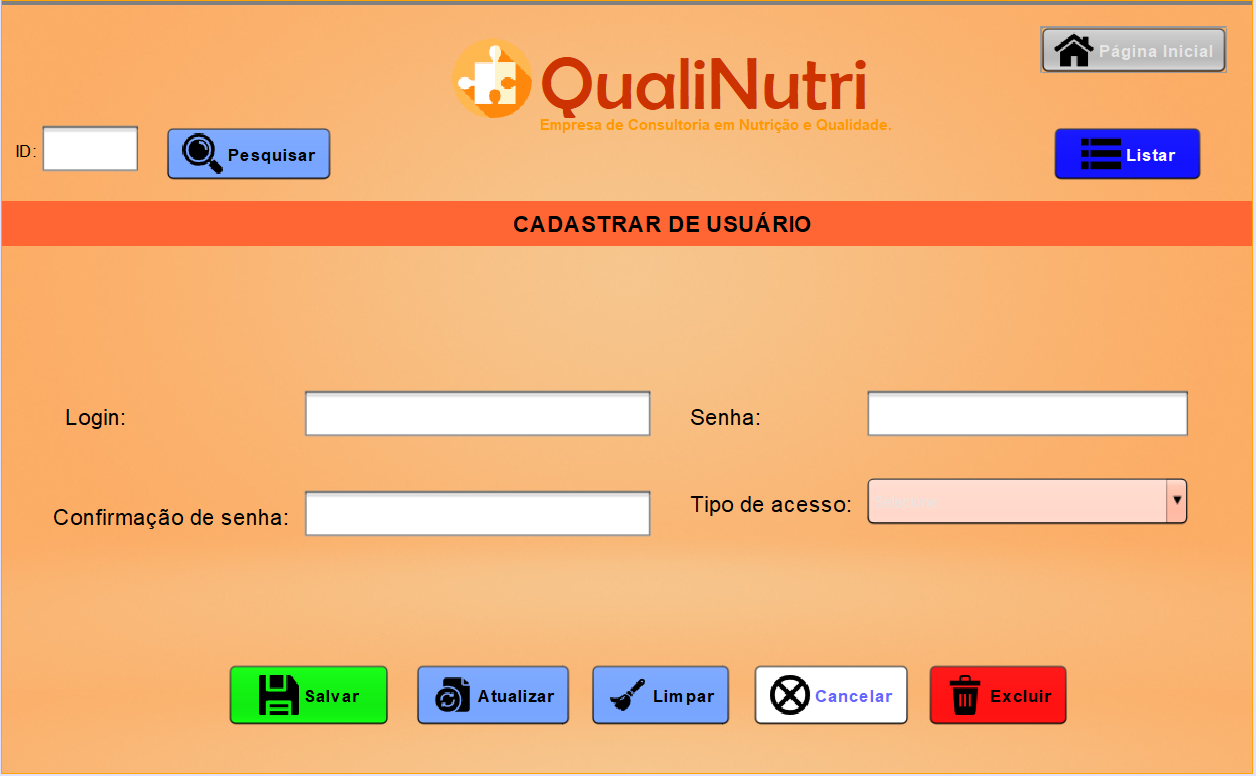 QualiNutri
Empresa de Consultoria em Nutrição e Qualidade.
Página Inicial
ID:
Pesquisar
Listar
CADASTRAR DE USUÁRIO
Login:
Senha:
Confirmação de senha:
Tipo de acesso:
Salvar
Atualizar
Limpar
Cancelar
Excluir